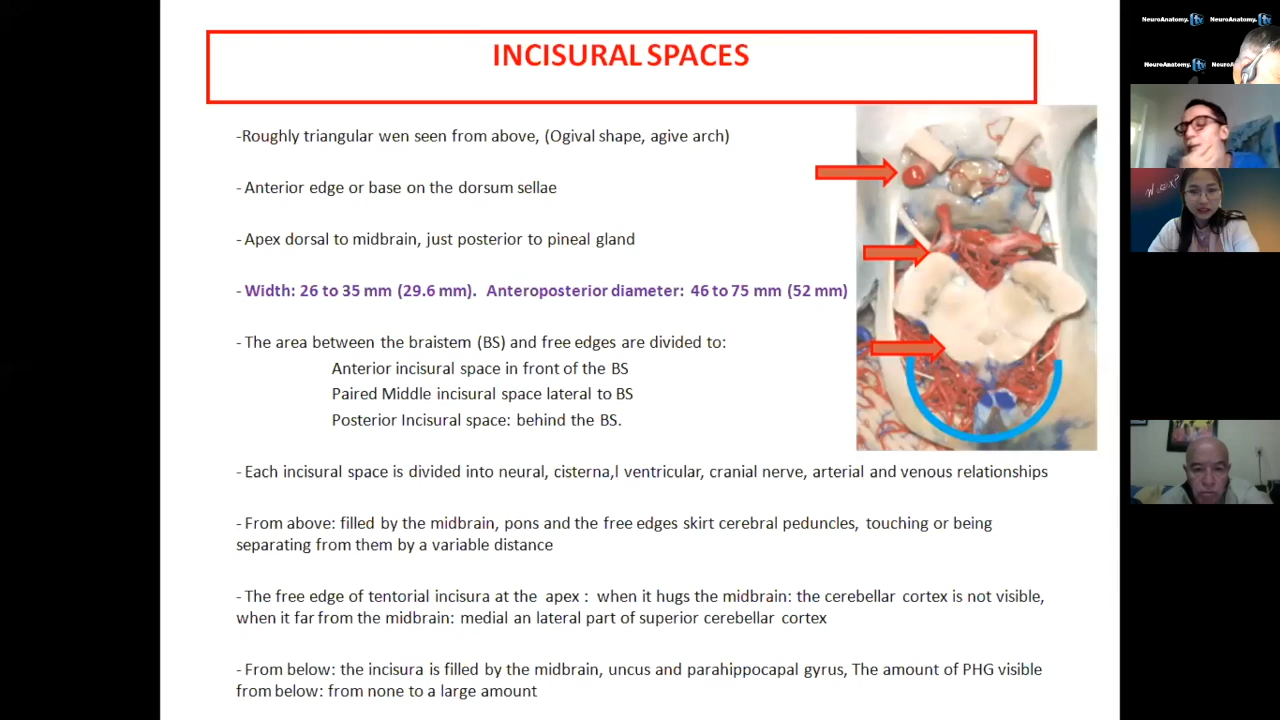 INCISURAL SPACES
-Roughly triangular wen seen from above, (Ogival shape, agive arch)
- Anterior edge or base on the dorsum sellae
- Apex dorsal to midbrain, just posterior to pineal gland
- Width: 26 to 35 mm (29.6 mm). Anteroposterior diameter: 46 to 75 mm (52 mm)
- The area between the braistem (BS) and free edges are divided to:
Anterior incisural space in front of the BS
Paired Middle incisural space lateral to BS
Posterior Incisural space: behind the BS.
- Each incisural space is divided into neural, cisterna,l ventricular, cranial nerve, arterial and venous relationships
- From above: filled by the midbrain, pons and the free edges skirt cerebral peduncles, touching or being
separating from them by a variable distance
- The free edge of tentorial incisura at the apex : when it hugs the midbrain: the cerebellar cortex is not visible,
when it far from the midbrain: medial an lateral part of superior cerebellar cortex
- From below: the incisura is filled by the midbrain, uncus and parahippocapal gyrus, The amount of PHG visible
from below: from none to a large amount
NeuroAnatomy. tv NeuroAnatomy. tv
NeuroAnatomy. tv